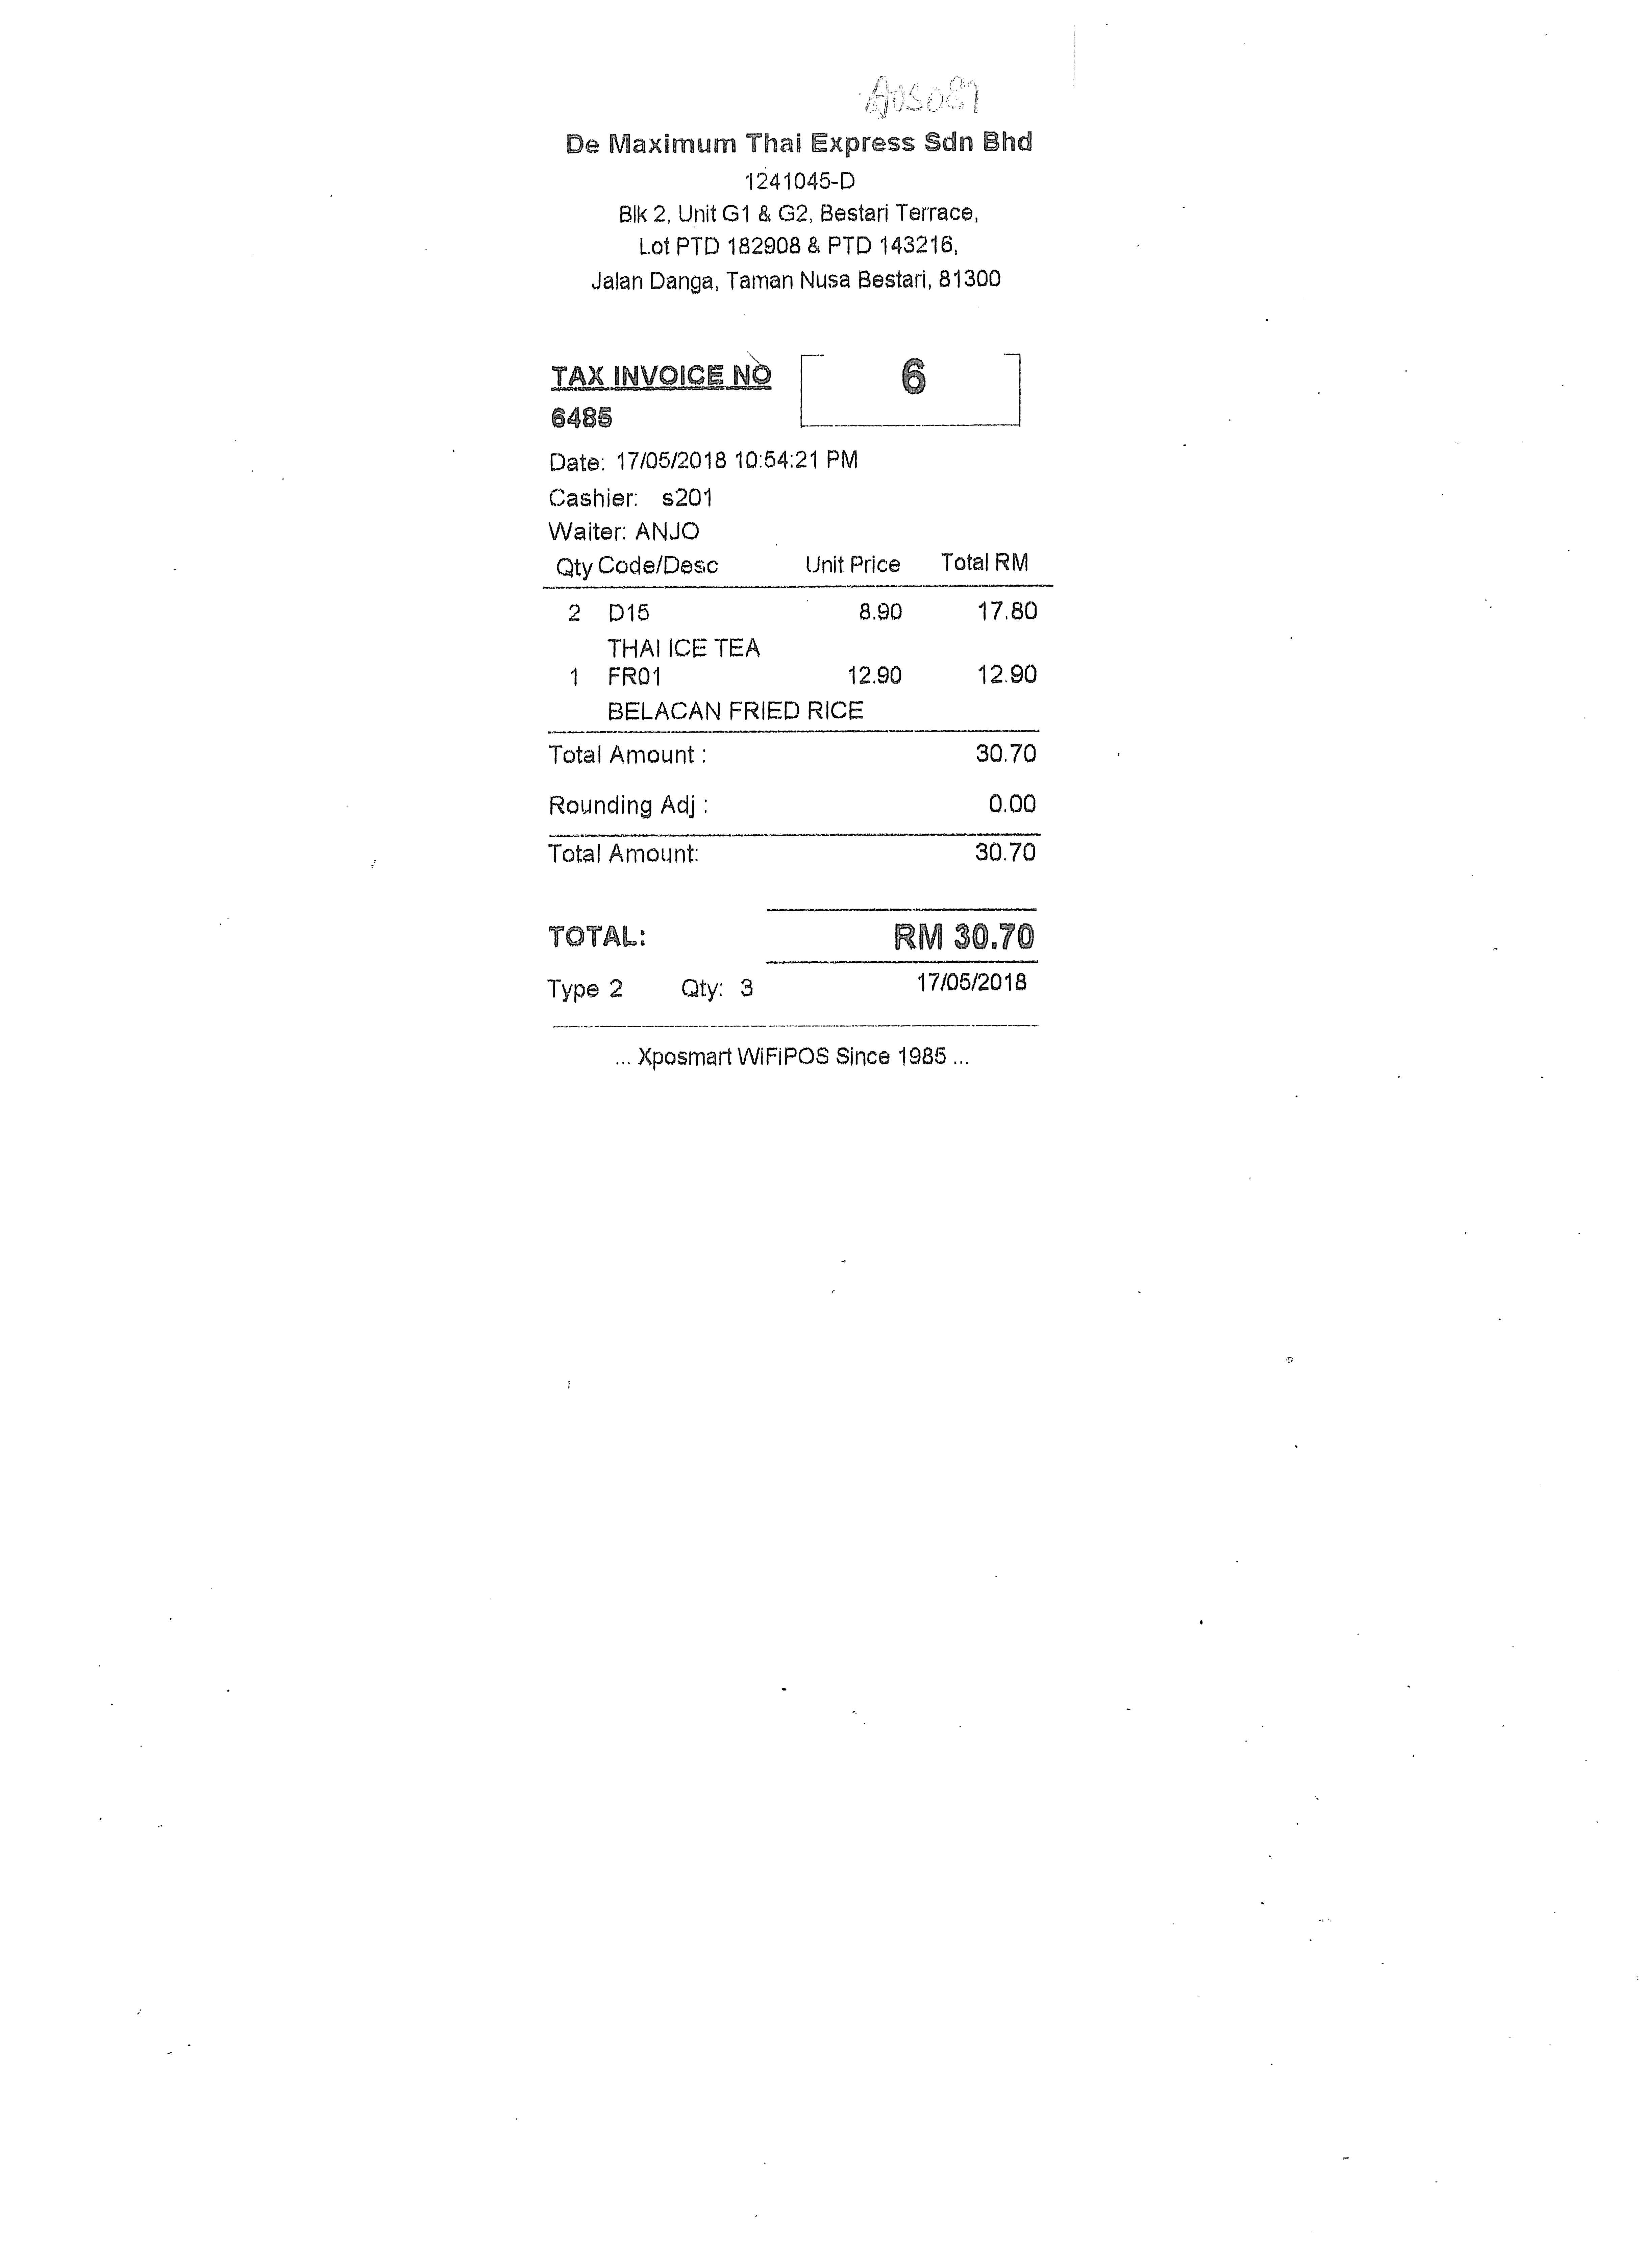 De Maximum Thai Express Sdn Bhd
1241045-D
Blk 2, Unit G1 & G2, Bestari Terrace,
Lot PTD 182908 & PTD 143216,
Jalan Danga, Taman Nusa Bestari, 81300
TAX INVOICE NO
6
6485
Date: 17/05/2018 10:54:21 PM
Cashier: s201
Waiter: ANJO
Qty Code/Desc Unit Price Total RM
2 D15 8.90 17.80
THAI ICE TEA
1 FR01 12.90 12.90
BELACAN FRIED RICE
Total Amount : 30.70
Rounding Adj : 0.00
Total Amount: 30.70
TOTAL: RM 30.70
Type 2 Qty: 3 17/05/2018
... Xposmart WiFiPOS Since 1985 ...